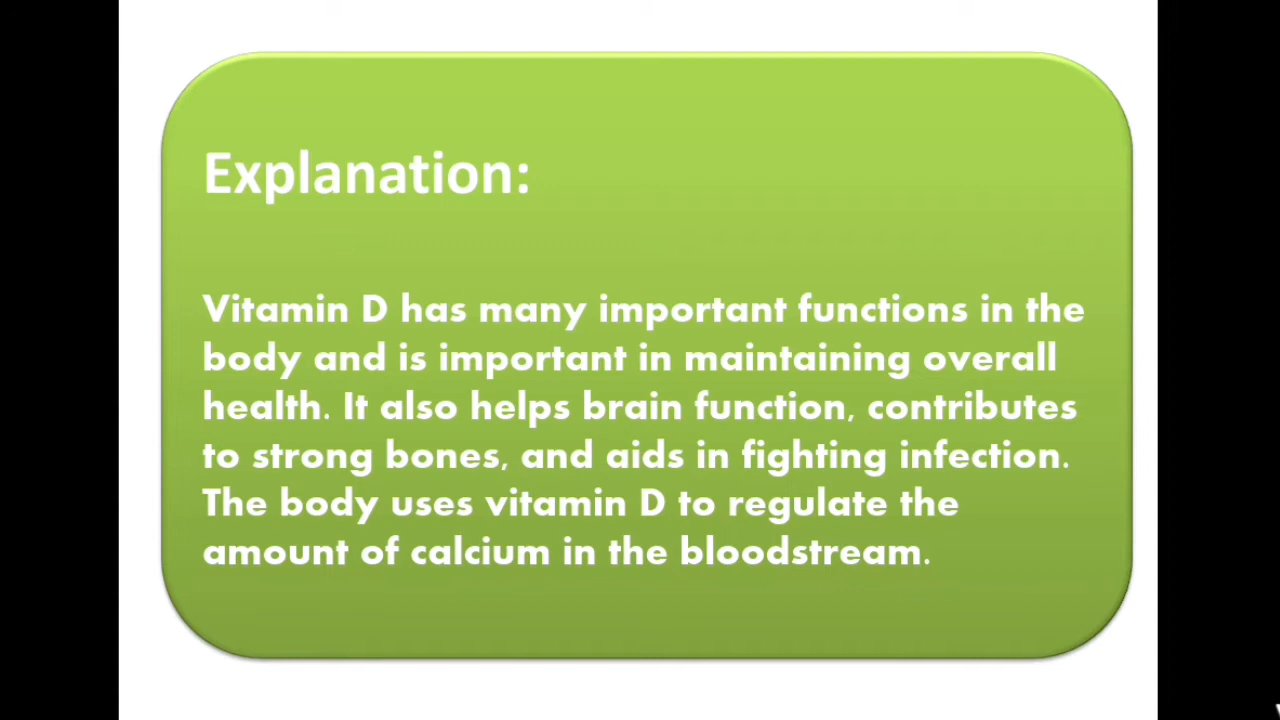 Explanation:
Vitamin D has many important functions in the
body and is important in maintaining overall
health. It also helps brain function, contributes
to strong bones, and aids in fighting infection.
The body uses vitamin D to regulate the
amount of calcium in the bloodstream.